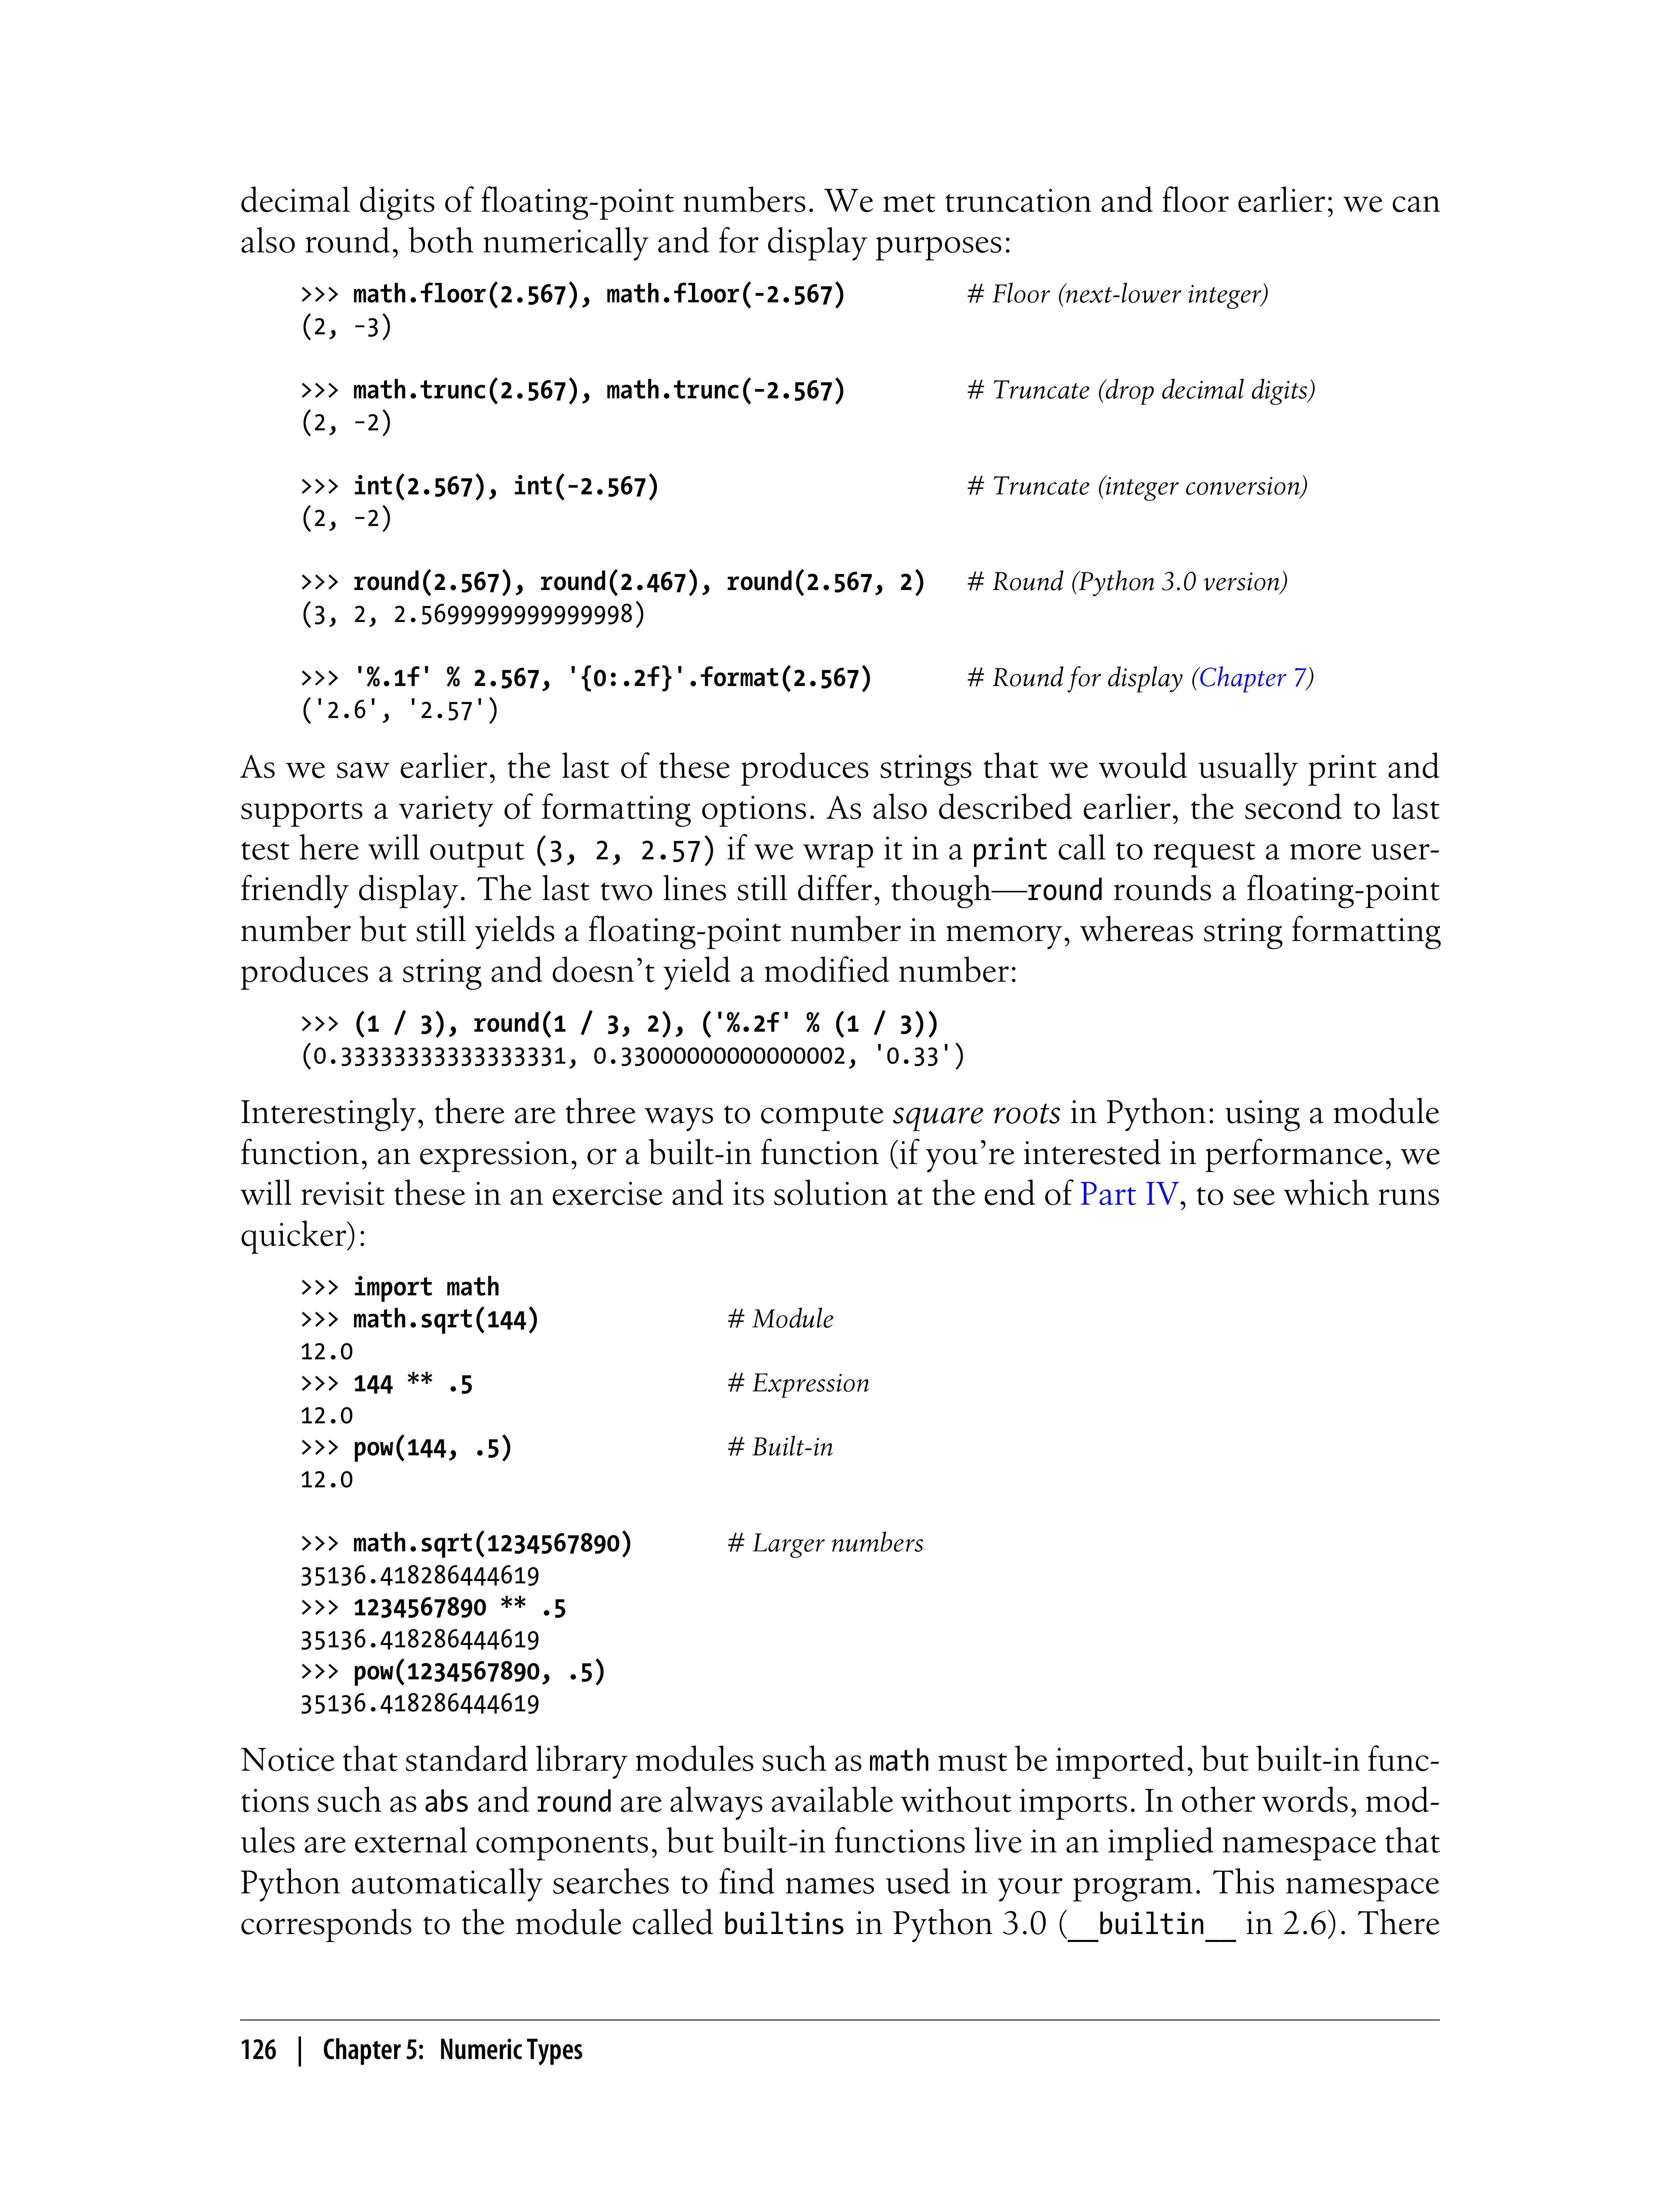 decimal digits of floating-point numbers. We met truncation and floor earlier; we can
also round, both numerically and for display purposes:
>>> math.floor(2.567), math.floor(-2.567) # Floor (next-lower integer)
(2, -3)
>>> math.trunc(2.567), math.trunc(-2.567) # Truncate (drop decimal digits)
(2, -2)
>>> int(2.567), int(-2.567) # Truncate (integer conversion)
(2, -2)
>>> round(2.567), round(2.467), round(2.567, 2) # Round (Python 3.0 version)
(3, 2, 2.5699999999999998)
>>> '%.1f' % 2.567, '{0:.2f}'.format(2.567) # Round for display (Chapter 7)
('2.6', '2.57')
As we saw earlier, the last of these produces strings that we would usually print and
supports a variety of formatting options. As also described earlier, the second to last
test here will output (3, 2, 2.57) if we wrap it in a print call to request a more user-
friendly display. The last two lines still differ, though—round rounds a floating-point
number but still yields a floating-point number in memory, whereas string formatting
produces a string and doesn’t yield a modified number:
>>> (1 / 3), round(1 / 3, 2), ('%.2f' % (1 / 3))
(0.33333333333333331, 0.33000000000000002, '0.33')
Interestingly, there are three ways to compute square roots in Python: using a module
function, an expression, or a built-in function (if you’re interested in performance, we
will revisit these in an exercise and its solution at the end of Part IV, to see which runs
quicker):
>>> import math
>>> math.sqrt(144) # Module
12.0
>>> 144 ** .5 # Expression
12.0
>>> pow(144, .5) # Built-in
12.0
>>> math.sqrt(1234567890) # Larger numbers
35136.418286444619
>>> 1234567890 ** .5
35136.418286444619
>>> pow(1234567890, .5)
35136.418286444619
Notice that standard library modules such as math must be imported, but built-in func-
tions such as abs and round are always available without imports. In other words, mod-
ules are external components, but built-in functions live in an implied namespace that
Python automatically searches to find names used in your program. This namespace
corresponds to the module called builtins in Python 3.0 (__builtin__ in 2.6). There
126 | Chapter 5: Numeric Types